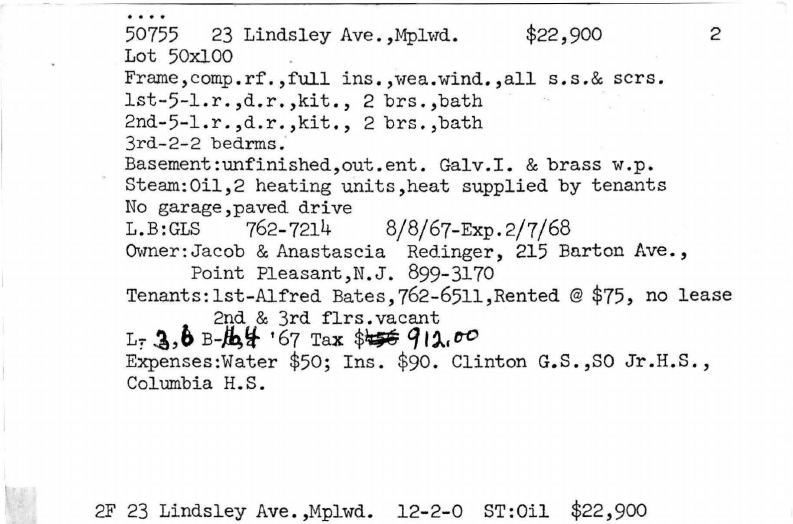 ....
50755 23 Lindsley Ave.,Mplwd. $22,900 2
Lot 50x100
Frame,comp.rf.,full ins.,wea.wind.,all s.s.& scrs.
1st-5-l.r.,d.r.,kit., 2 brs.,bath
2nd-5-l.r.,d.r.,kit., 2 brs.,bath
3rd-2-2 bedrms.
Basement:unfinished,out.ent. Galv.I. & brass w.p.
Steam:Oil,2 heating units,heat supplied by tenants
No garage,paved drive
L.B:GLS 762-7214 8/8/67-Exp.2/7/68
Owner:Jacob & Anastascia Redinger, 215 Barton Ave.,
Point Pleasant,N.J. 899-3170
Tenants:1st-Alfred Bates,762-6511,Rented @ $75, no lease
2nd & 3rd flrs.vacant
L- 3,6 B- '67 Tax $ 912.00
Expenses:Water $50; Ins. $90. Clinton G.S.,SO Jr.H.S.,
Columbia H.S.
2F 23 Lindsley Ave.,Mplwd. 12-2-0 ST:Oil $22,900